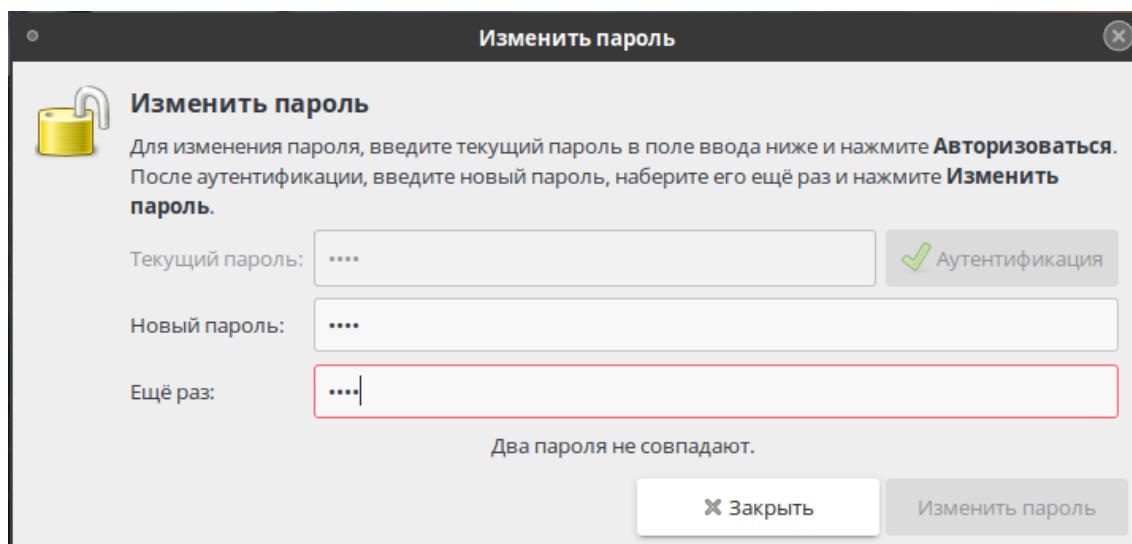 Изменить пароль
Изменить пароль
Для изменения пароля, введите текущий пароль в поле ввода ниже и нажмите Авторизоваться.
После аутентификации, введите новый пароль, наберите его ещё раз и нажмите Изменить
пароль.
Текущий пароль: •••• Аутентификация
Новый пароль: ••••
Ещё раз: ••••
Два пароля не совпадают.
Закрыть Изменить пароль